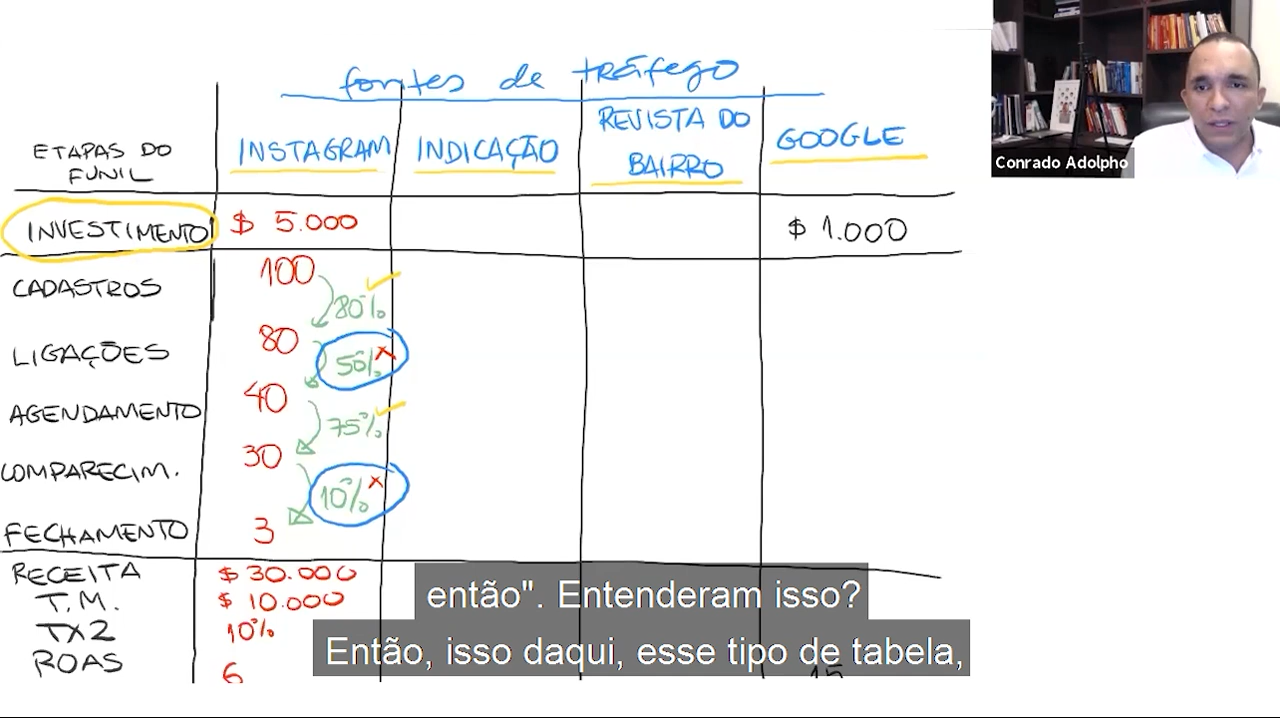 fontes de tráfego
ETAPAS DO FUNIL
INSTAGRAM
INDICAÇÃO
REVISTA DO BAIRRO
GOOGLE
INVESTIMENTO $ 5.000 $ 1.000
CADASTROS 100
80%
LIGAÇÕES 80
50%
AGENDAMENTO 40
75%
COMPARECIM. 30
10%
FECHAMENTO 3
RECEITA $ 30.000
T.M. $ 10.000
TX2 10%
ROAS 6
Conrado Adolpho
então". Entenderam isso?
Então, isso daqui, esse tipo de tabela,